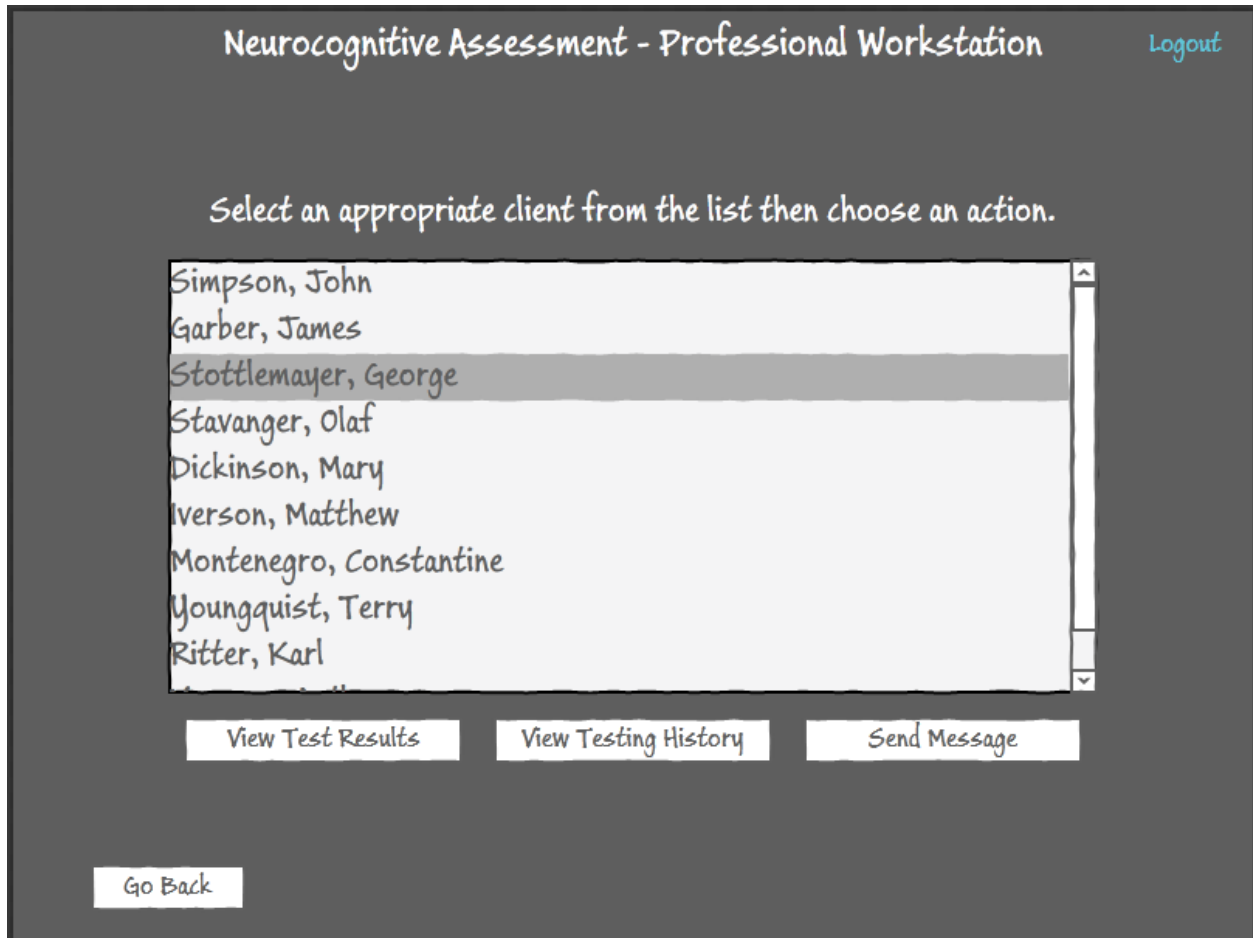 Neurocognitive Assessment - Professional Workstation
Logout
Select an appropriate client from the list then choose an action.
Simpson, John
Garber, James
Stottlemayer, George
Stavanger, Olaf
Dickinson, Mary
Iverson, Matthew
Montenegro, Constantine
Youngquist, Terry
Ritter, Karl
View Test Results
View Testing History
Send Message
Go Back